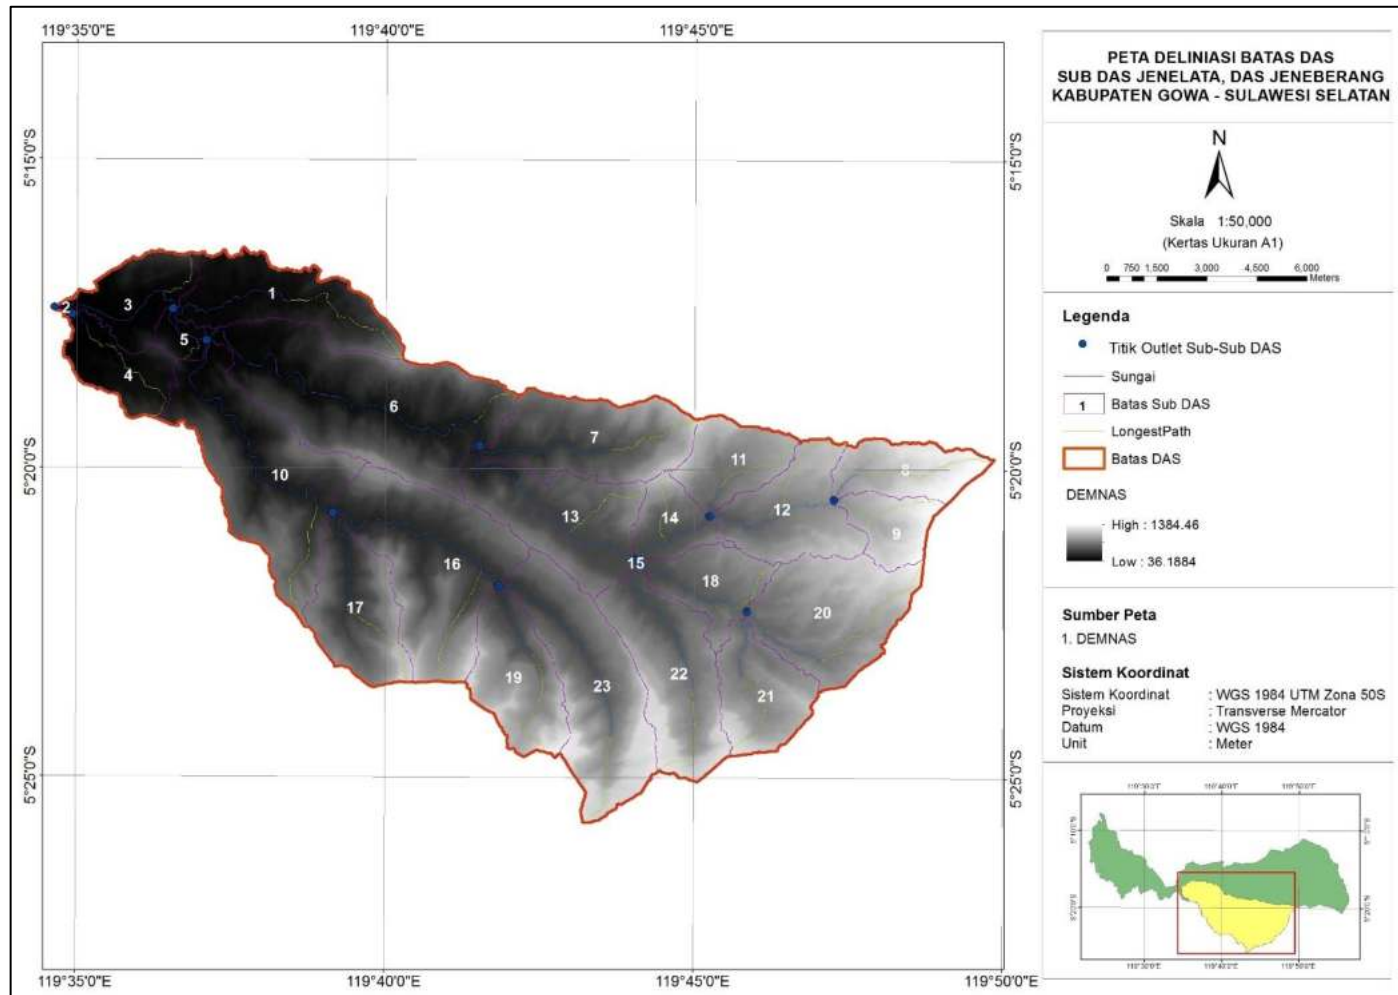 119°35'0"E 119°40'0"E 119°45'0"E
5°15'0"S
5°20'0"S
5°25'0"S
5°15'0"S
5°20'0"S
5°25'0"S
1
2
3
4
5
6
7
8
9
10
11
12
13
14
15
16
17
18
19
20
21
22
23
119°35'0"E 119°40'0"E 119°45'0"E 119°50'0"E
PETA DELINIASI BATAS DAS
SUB DAS JENELATA, DAS JENEBERANG
KABUPATEN GOWA - SULAWESI SELATAN
N
Skala 1:50,000
(Kertas Ukuran A1)
0 750 1,500 3,000 4,500 6,000
Meters
Legenda
Titik Outlet Sub-Sub DAS
Sungai
1 Batas Sub DAS
LongestPath
Batas DAS
DEMNAS
High : 1384.46
Low : 36.1884
Sumber Peta
1. DEMNAS
Sistem Koordinat
Sistem Koordinat : WGS 1984 UTM Zona 50S
Proyeksi : Transverse Mercator
Datum : WGS 1984
Unit : Meter